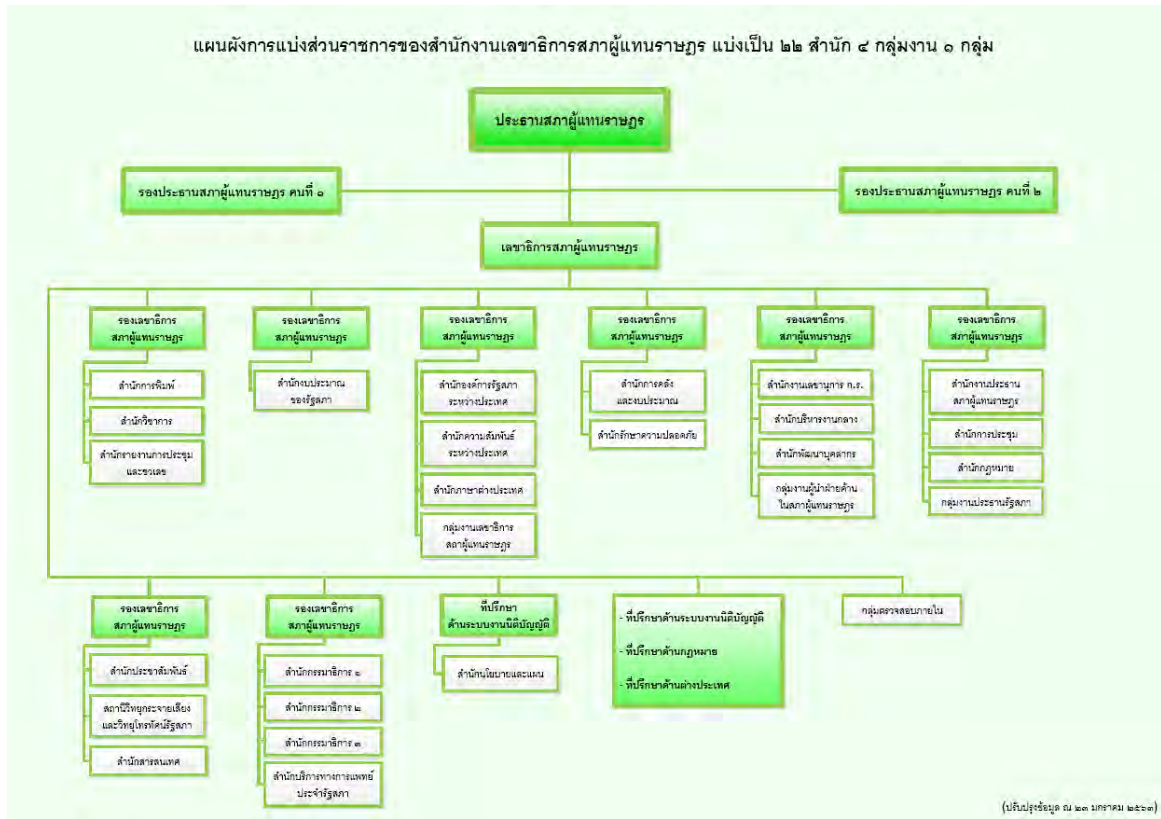 แผนผังการแบ่งส่วนราชการของสำนักงานเลขาธิการสภาผู้แทนราษฎร แบ่งเป็น ๒๒ สำนัก ๔ กลุ่มงาน ๑ กลุ่ม
ประธานสภาผู้แทนราษฎร
รองประธานสภาผู้แทนราษฎร คนที่ ๑
รองประธานสภาผู้แทนราษฎร คนที่ ๒
เลขาธิการสภาผู้แทนราษฎร
รองเลขาธิการ
สภาผู้แทนราษฎร
สำนักการพิมพ์
สำนักวิชาการ
สำนักรายงานการประชุม
และชวเลข
รองเลขาธิการ
สภาผู้แทนราษฎร
สำนักงบประมาณ
ของรัฐสภา
รองเลขาธิการ
สภาผู้แทนราษฎร
สำนักองค์การรัฐสภา
ระหว่างประเทศ
สำนักความสัมพันธ์
ระหว่างประเทศ
สำนักภาษาต่างประเทศ
กลุ่มงานเลขาธิการ
สภาผู้แทนราษฎร
รองเลขาธิการ
สภาผู้แทนราษฎร
สำนักการคลัง
และงบประมาณ
สำนักรักษาความปลอดภัย
รองเลขาธิการ
สภาผู้แทนราษฎร
สำนักงานเลขานุการ ก.ร.
สำนักบริหารงานกลาง
สำนักพัฒนาบุคลากร
กลุ่มงานผู้นำฝ่ายค้าน
ในสภาผู้แทนราษฎร
รองเลขาธิการ
สภาผู้แทนราษฎร
สำนักงานประธาน
สภาผู้แทนราษฎร
สำนักการประชุม
สำนักกฎหมาย
กลุ่มงานประธานรัฐสภา
รองเลขาธิการ
สภาผู้แทนราษฎร
สำนักประชาสัมพันธ์
สถานีวิทยุกระจายเสียง
และวิทยุโทรทัศน์รัฐสภา
สำนักสารสนเทศ
รองเลขาธิการ
สภาผู้แทนราษฎร
สำนักกรรมาธิการ ๑
สำนักกรรมาธิการ ๒
สำนักกรรมาธิการ ๓
สำนักบริการทางการแพทย์
ประจำรัฐสภา
ที่ปรึกษา
ด้านระบบงานนิติบัญญัติ
สำนักนโยบายและแผน
- ที่ปรึกษาด้านระบบงานนิติบัญญัติ
- ที่ปรึกษาด้านกฎหมาย
- ที่ปรึกษาด้านต่างประเทศ
กลุ่มตรวจสอบภายใน
(ปรับปรุงข้อมูล ณ ๒๓ มกราคม ๒๕๖๓)